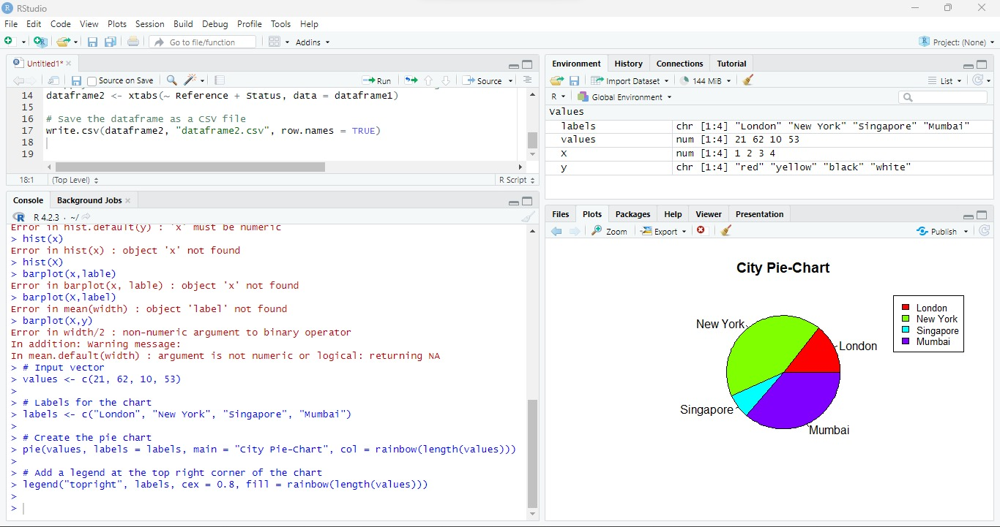 RStudio
File Edit Code View Plots Session Build Debug Profile Tools Help
Go to file/function Addins Project: (None)
Untitled1*
Source on Save Run Source
14 dataframe2 <- xtabs(~ Reference + Status, data = dataframe1)
15
16 # Save the dataframe as a CSV file
17 write.csv(dataframe2, "dataframe2.csv", row.names = TRUE)
18
19
18:1 (Top Level) R Script
Console Background Jobs
R 4.2.3 · ~/
Error in hist.default(y) : 'x' must be numeric
> hist(x)
Error in hist(x) : object 'x' not found
> hist(X)
> barplot(x,lable)
Error in barplot(x, lable) : object 'x' not found
> barplot(X,label)
Error in mean(width) : object 'label' not found
> barplot(X,y)
Error in width/2 : non-numeric argument to binary operator
In addition: Warning message:
In mean.default(width) : argument is not numeric or logical: returning NA
> # Input vector
> values <- c(21, 62, 10, 53)
>
> # Labels for the chart
> labels <- c("London", "New York", "Singapore", "Mumbai")
>
> # Create the pie chart
> pie(values, labels = labels, main = "City Pie-Chart", col = rainbow(length(values)))
>
> # Add a legend at the top right corner of the chart
> legend("topright", labels, cex = 0.8, fill = rainbow(length(values)))
>
>
Environment History Connections Tutorial
Import Dataset 144 MiB List
R Global Environment
Values
labels chr [1:4] "London" "New York" "Singapore" "Mumbai"
values num [1:4] 21 62 10 53
X num [1:4] 1 2 3 4
y chr [1:4] "red" "yellow" "black" "white"
Files Plots Packages Help Viewer Presentation
Zoom Export Publish
City Pie-Chart
London
New York
Singapore
Mumbai
New York
London
Singapore
Mumbai